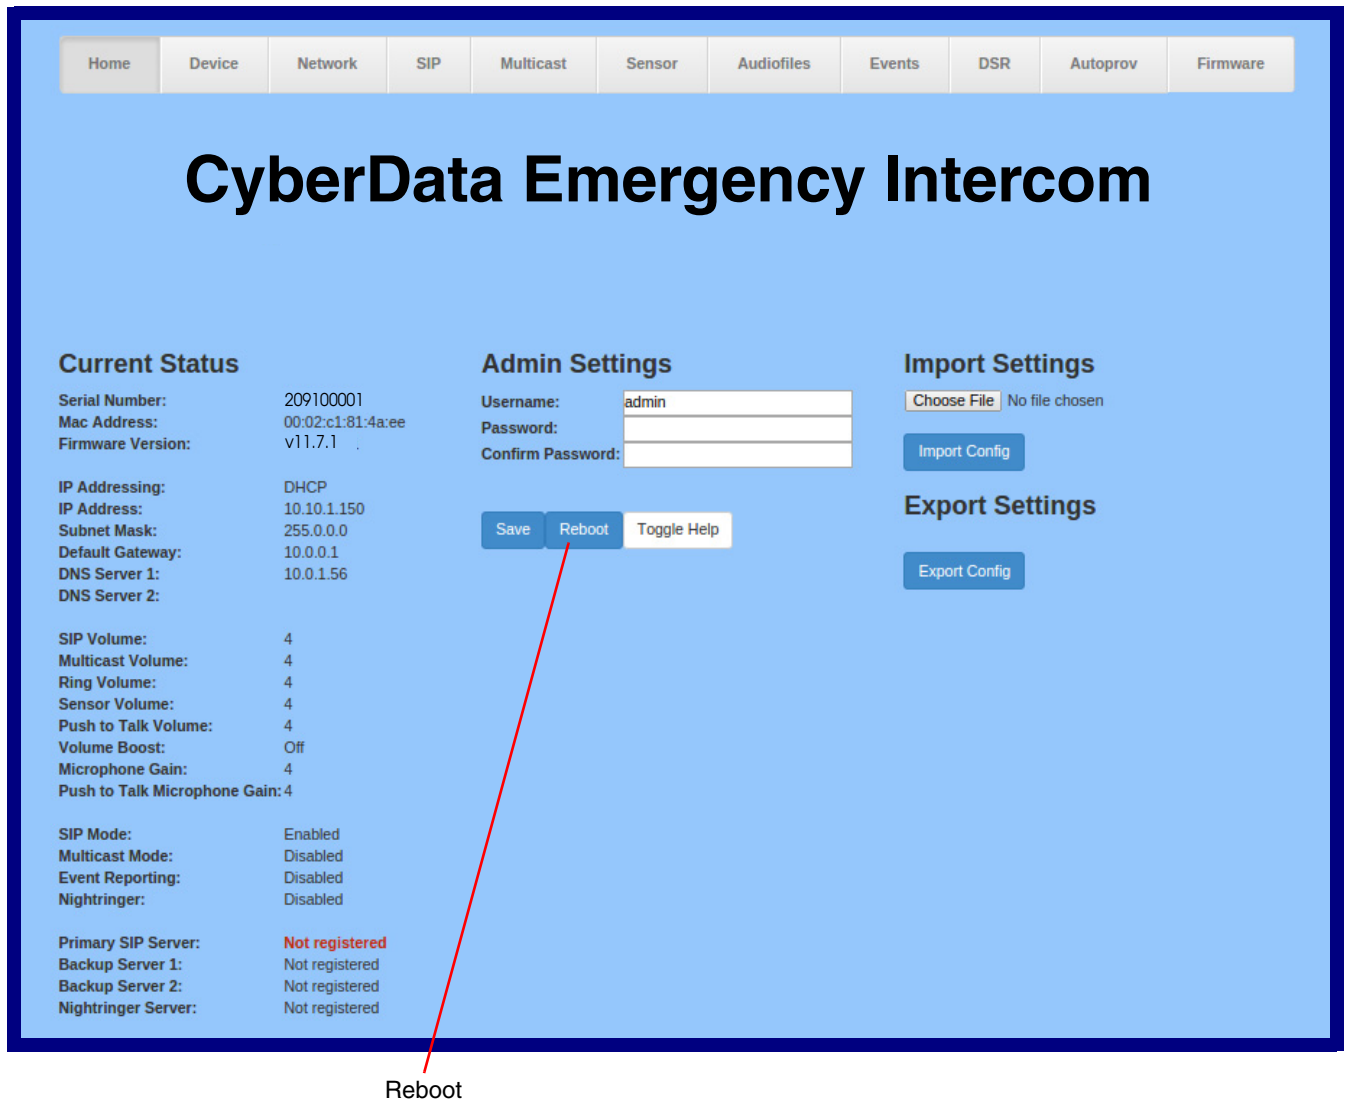 Home Device Network SIP Multicast Sensor Audiofiles Events DSR Autoprov Firmware
CyberData Emergency Intercom
Current Status
Serial Number: 209100001
Mac Address: 00:02:c1:81:4a:ee
Firmware Version: v11.7.1 .
IP Addressing: DHCP
IP Address: 10.10.1.150
Subnet Mask: 255.0.0.0
Default Gateway: 10.0.0.1
DNS Server 1: 10.0.1.56
DNS Server 2:
SIP Volume: 4
Multicast Volume: 4
Ring Volume: 4
Sensor Volume: 4
Push to Talk Volume: 4
Volume Boost: Off
Microphone Gain: 4
Push to Talk Microphone Gain: 4
SIP Mode: Enabled
Multicast Mode: Disabled
Event Reporting: Disabled
Nightringer: Disabled
Primary SIP Server: Not registered
Backup Server 1: Not registered
Backup Server 2: Not registered
Nightringer Server: Not registered
Admin Settings
Username: admin
Password:
Confirm Password:
Save Reboot Toggle Help
Import Settings
Choose File No file chosen
Import Config
Export Settings
Export Config
Reboot